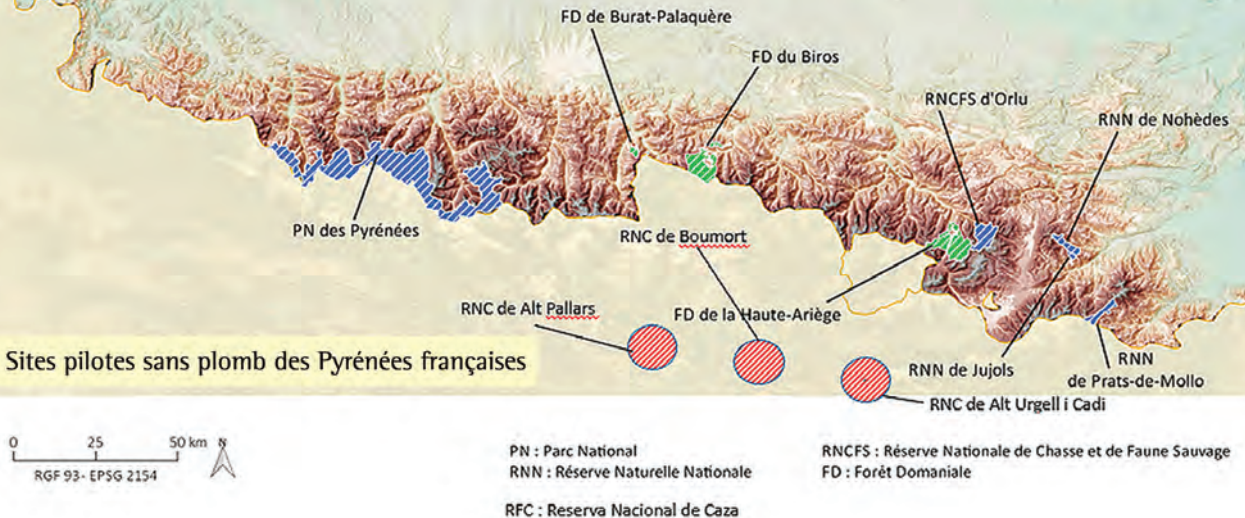 FD de Burat-Palaquère
FD du Biros
RNCFS d'Orlu
RNN de Nohèdes
PN des Pyrénées
RNC de Boumort
RNC de Alt Pallars
FD de la Haute-Ariège
RNN de Jujols
RNN
de Prats-de-Mollo
RNC de Alt Urgell i Cadi
Sites pilotes sans plomb des Pyrénées françaises
0 25 50 km N
RGF 93- EPSG 2154
PN : Parc National
RNN : Réserve Naturelle Nationale
RFC : Reserva Nacional de Caza
RNCFS : Réserve Nationale de Chasse et de Faune Sauvage
FD : Forêt Domaniale